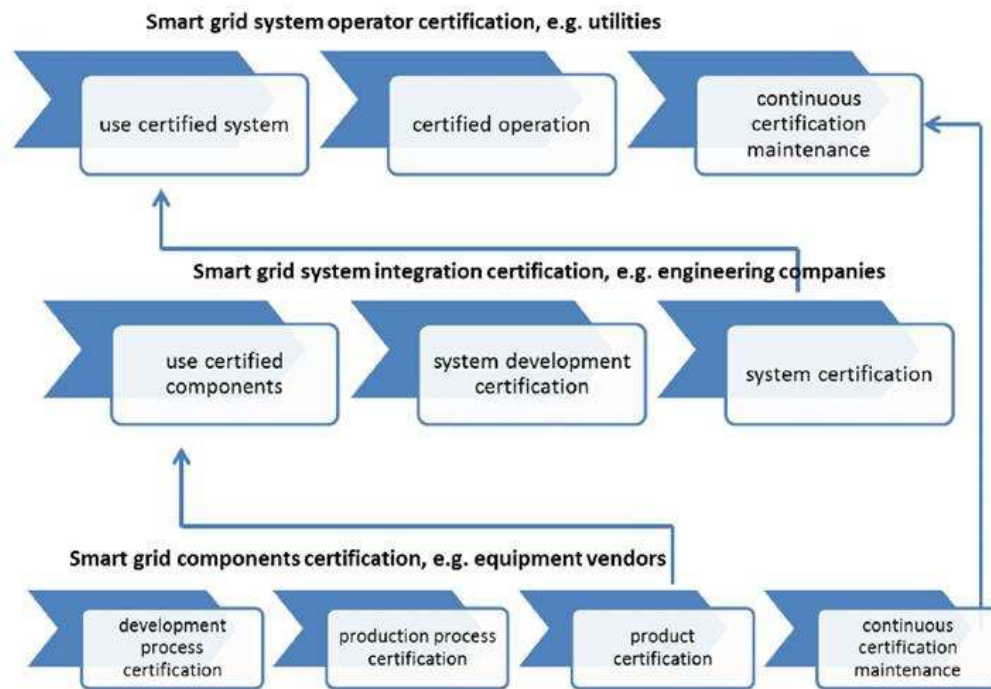 Smart grid system operator certification, e.g. utilities
use certified system
certified operation
continuous
certification
maintenance
Smart grid system integration certification, e.g. engineering companies
use certified
components
system development
certification
system certification
Smart grid components certification, e.g. equipment vendors
development
process
certification
production process
certification
product
certification
continuous
certification
maintenance